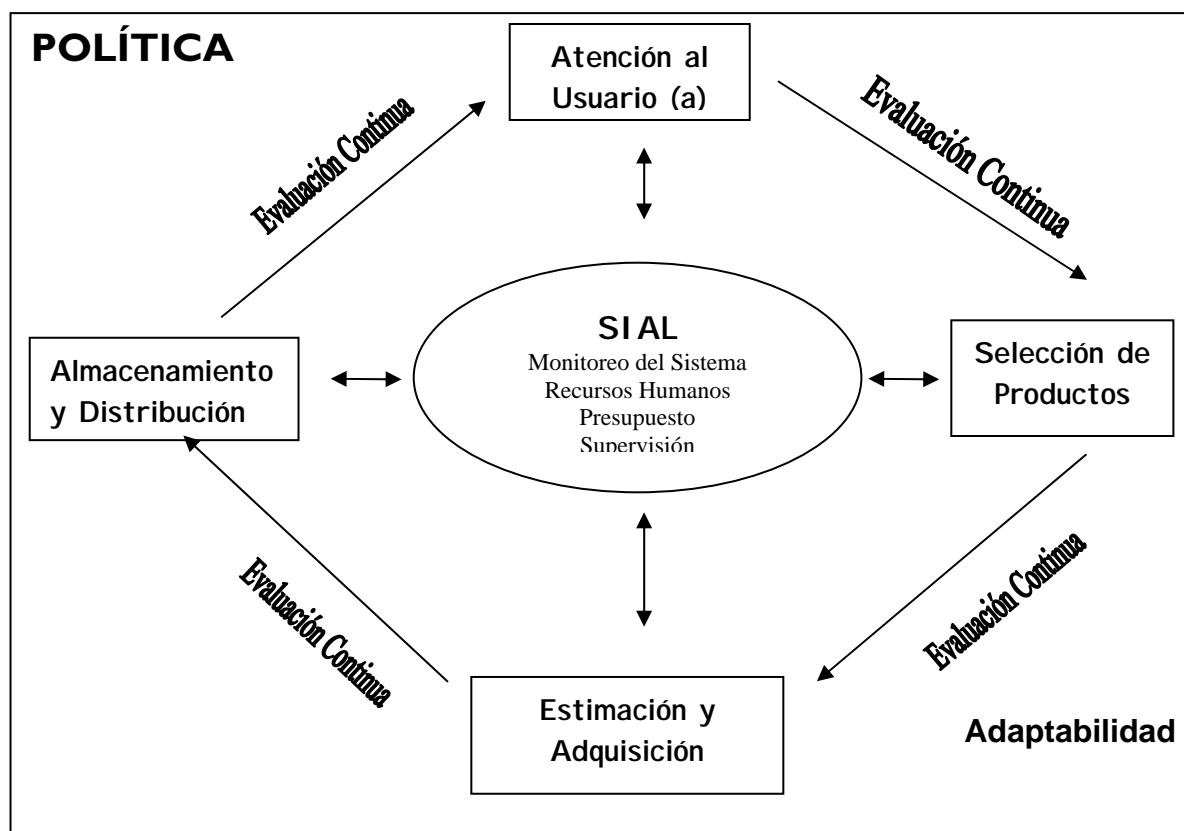 POLÍTICA
Atención al
Usuario (a)
Evaluación Continua
Evaluación Continua
Almacenamiento
y Distribución
SIAL
Monitoreo del Sistema
Recursos Humanos
Presupuesto
Supervisión
Selección de
Productos
Evaluación Continua
Evaluación Continua
Estimación y
Adquisición
Adaptabilidad